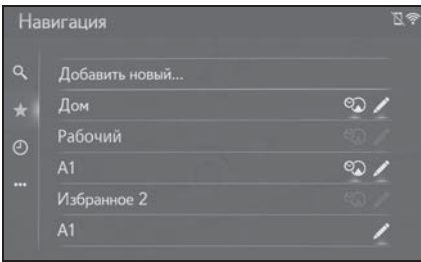 Навигация
Добавить новый...
Дом
Рабочий
A1
Избранное 2
A1